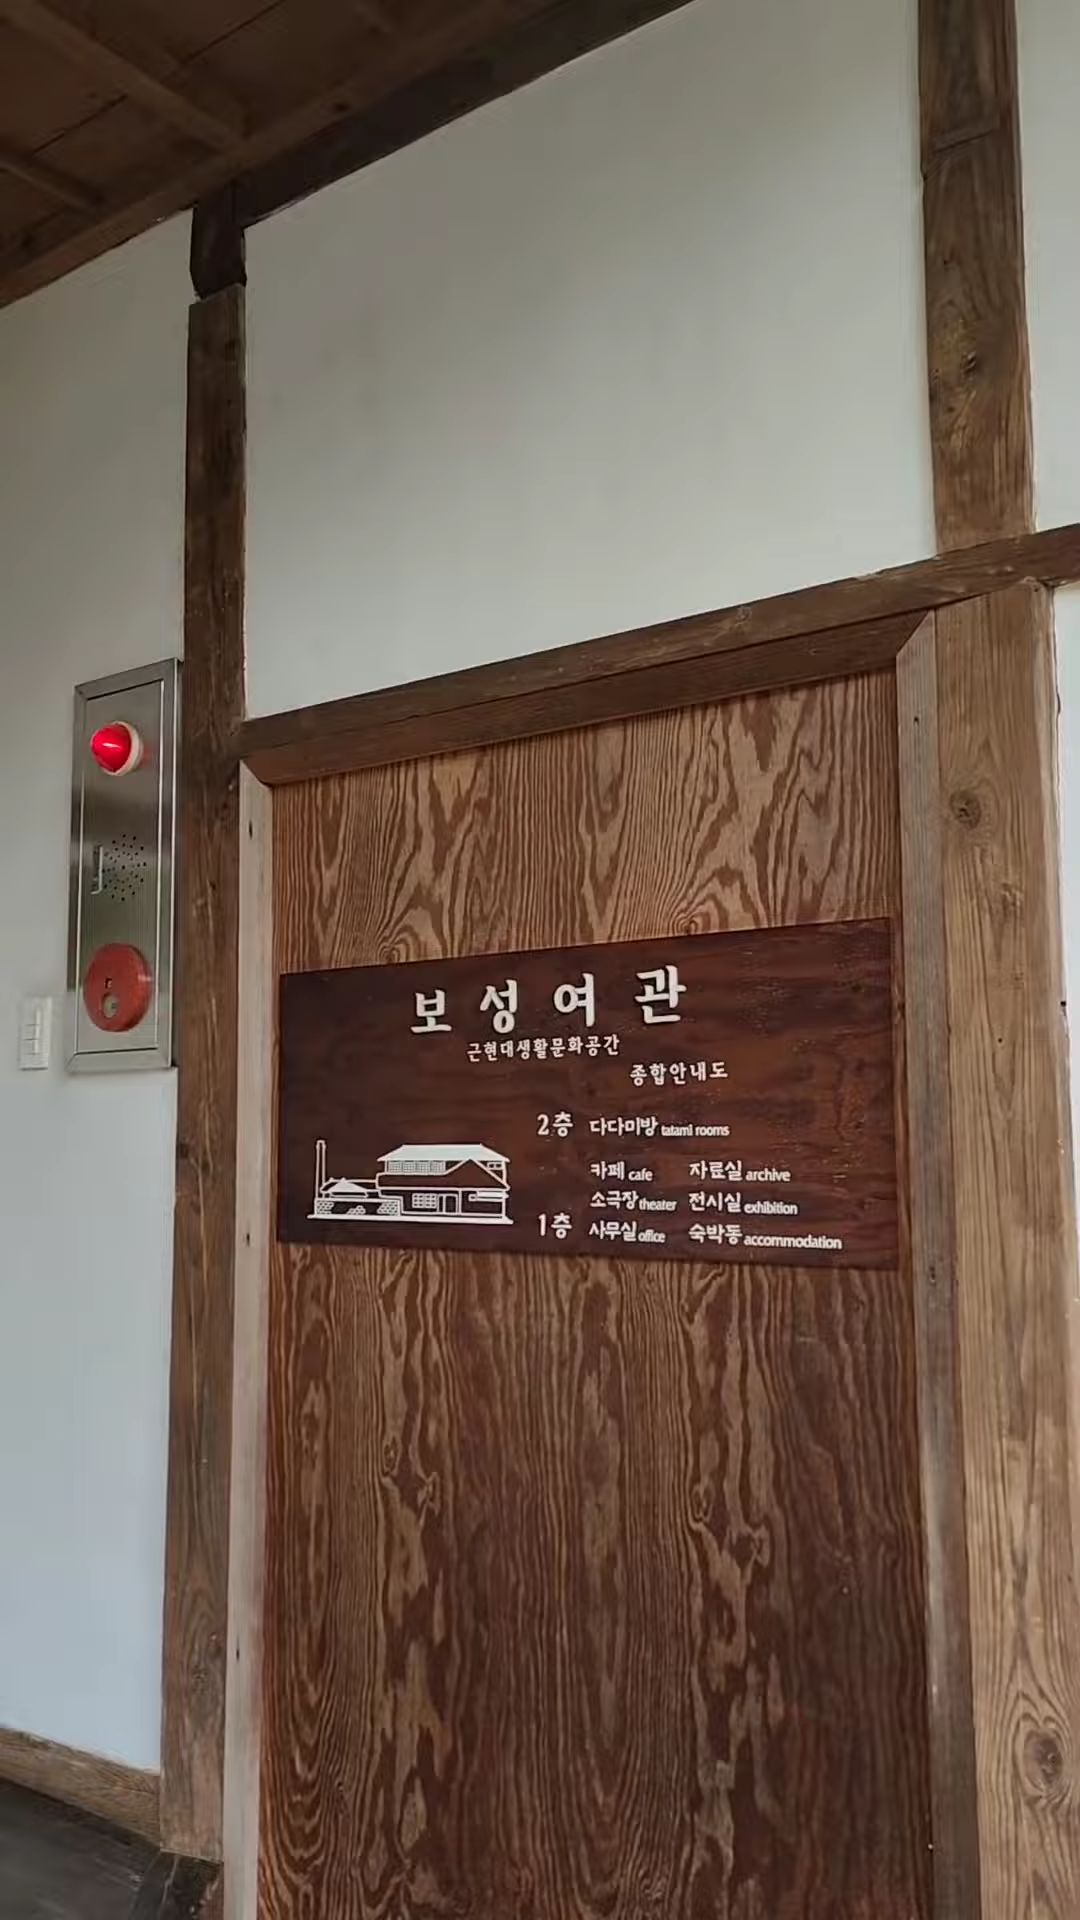 보성여관
근현대생활문화공간
종합안내도
2층 다다미방 tatami rooms
카페 cafe 자료실 archive
소극장 theater 전시실 exhibition
1층 사무실 office 숙박동 accommodation